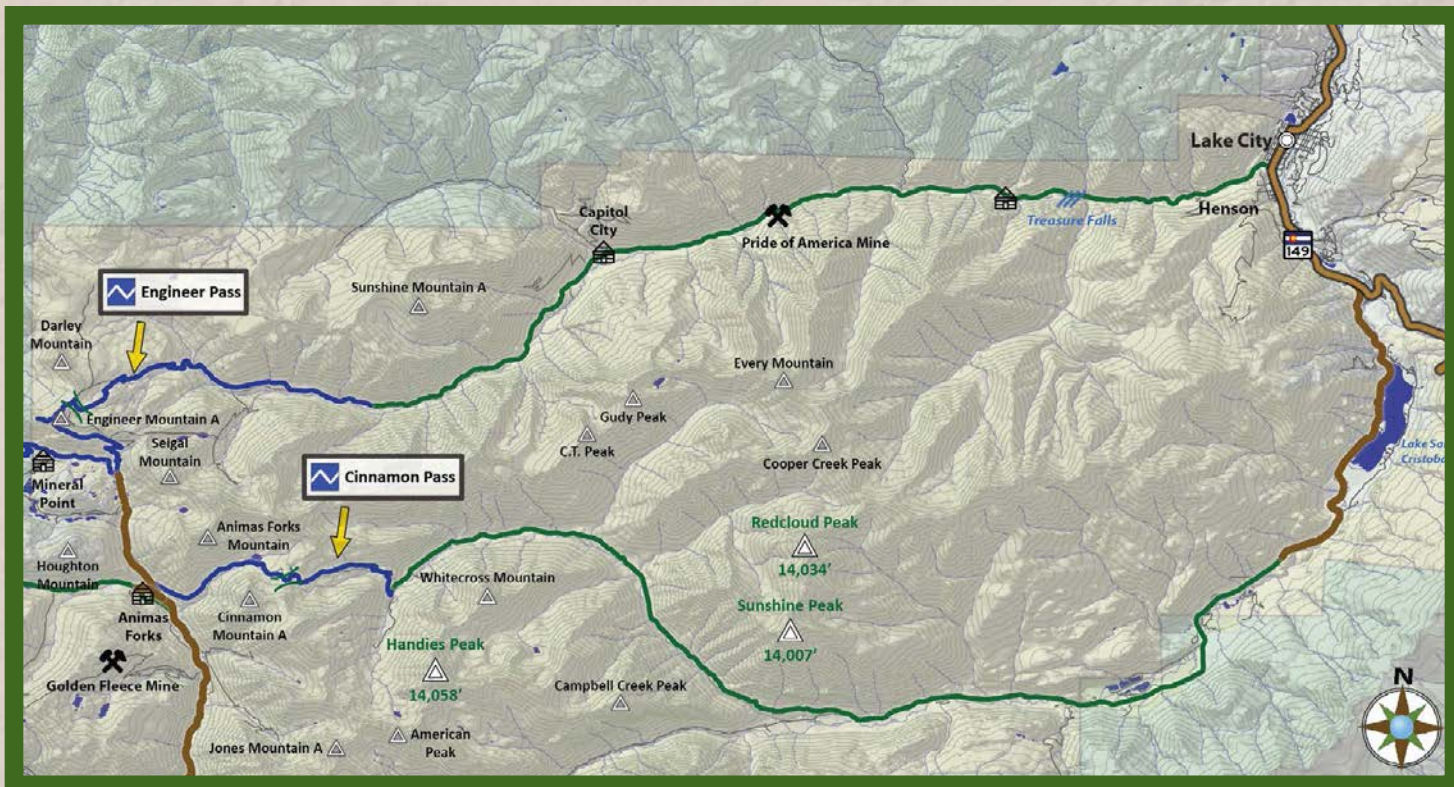 Lake City
Henson
149
Treasure Falls
Pride of America Mine
Capitol
City
Sunshine Mountain A
Engineer Pass
Darley
Mountain
Engineer Mountain A
Seigal
Mountain
Mineral
Point
Every Mountain
Gudy Peak
C.T. Peak
Cooper Creek Peak
Lake Sa
Cristoba
Cinnamon Pass
Animas Forks
Mountain
Houghton
Mountain
Animas
Forks
Cinnamon
Mountain A
Whitecross Mountain
Redcloud Peak
14,034'
Sunshine Peak
14,007'
Handies Peak
14,058'
Golden Fleece Mine
Campbell Creek Peak
Jones Mountain A
American
Peak
N